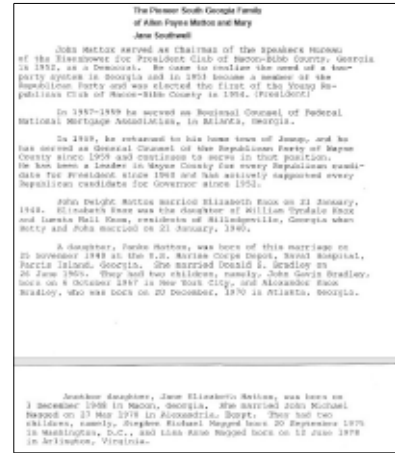 The Pioneer South Georgia Family
of Allen Payne Mattox and Mary
Jane Southwell
John Mattox served as Chairman of the Speakers Bureau
of the Eisenhower for President Club of Macon-Bibb County, Georgia
in 1952, as a Democrat. He came to realize the need of a two-
party system in Georgia and in 1953 became a member of the
Republican Party and was elected the first of the Young Re-
publican Club of Macon-Bibb County in 1954. (President)
In 1957-1959 he served as Regional Counsel of Federal
National Mortgage Association, in Atlanta, Georgia.
In 1959, he returned to his home town of Jesup, and he
has served as General Counsel of the Republican Party of Wayne
County since 1959 and continues to serve in that position.
He has been a leader in Wayne County for every Republican candi-
date for President since 1960 and has actively supported every
Republican candidate for Governor since 1952.
John Dwight Mattox married Elizabeth Knox on 21 January,
1940. Elizabeth Knox was the daughter of William Tyndale Knox
and Hall Knox, residents of Milledgeville, Georgia when
Betty and John married on 21 January, 1940.
A daughter, Mattox, was born of this marriage on
25 November 1940 at the U.S. Marine Corps Depot, Naval Hospital,
Parris Island, Georgia. She married Donald S. Bradley on
26 June 1965. They had two children, namely, John Gavin Bradley,
born on 6 October 1967 in New York City, and Alexander Knox
Bradley, who was born on 20 December, 1970 in Atlanta, Georgia.
Another daughter, Jane Elizabeth Mattox, was born on
3 December 1948 in Macon, Georgia. She married John Michael
on 27 May 1970 in Alexandria, Egypt. They had two
children, namely, Stephen Michael born 20 September 1975
in Washington, D.C., and Lisa born on 12 June 1978
in Arlington, Virginia.